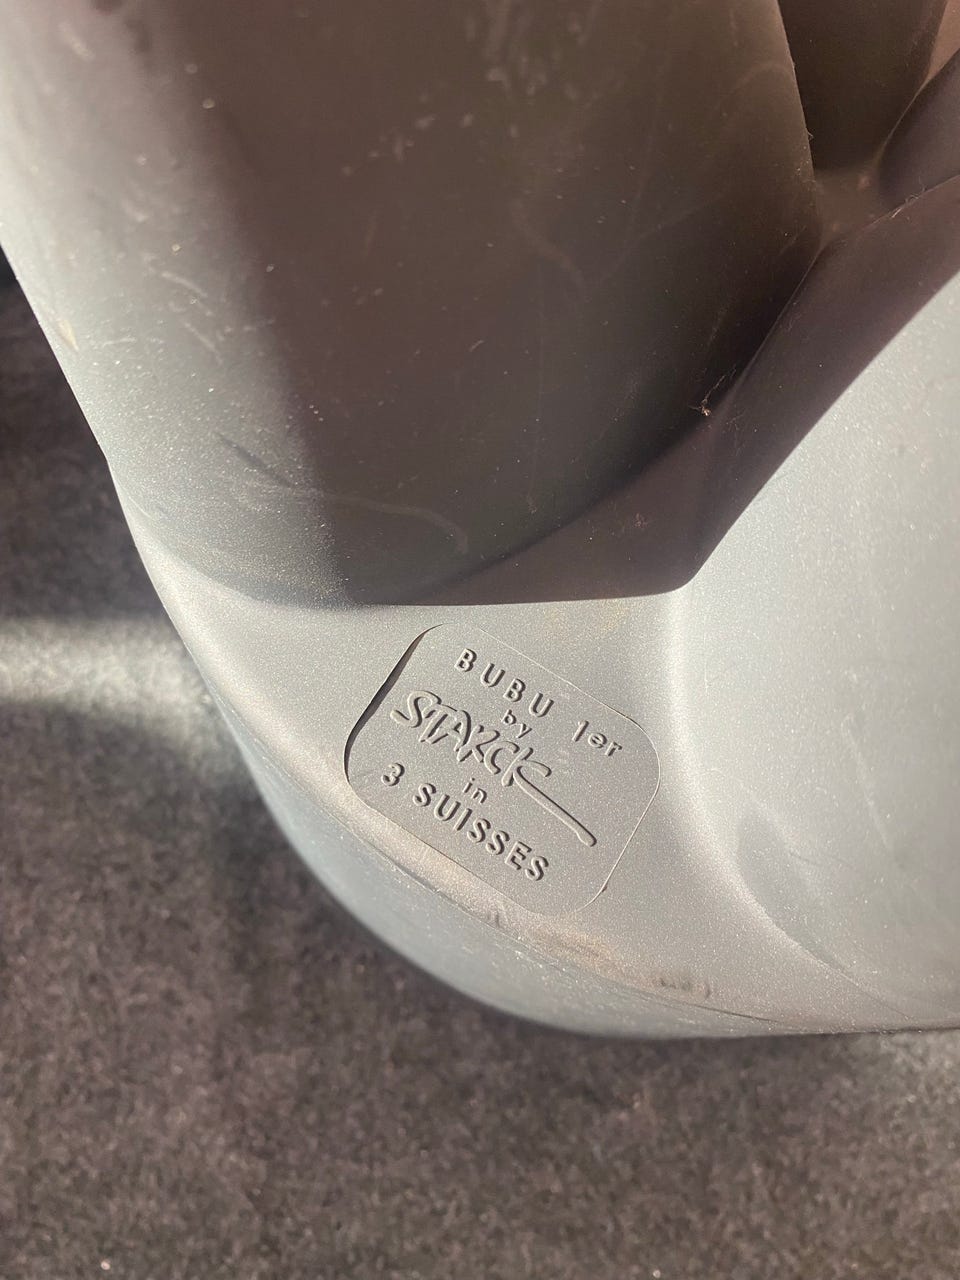 BUBU 1er
by
STARCK
in
3 SUISSES